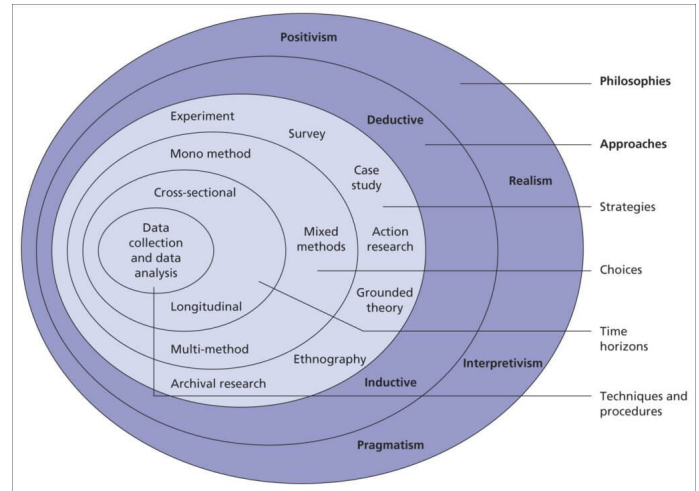 Positivism
Philosophies
Experiment
Deductive
Survey
Approaches
Mono method
Case
study
Realism
Cross-sectional
Strategies
Data
collection
and data
analysis
Mixed
methods
Action
research
Choices
Longitudinal
Grounded
theory
Time
horizons
Multi-method
Ethnography
Interpretivism
Archival research
Inductive
Techniques and
procedures
Pragmatism